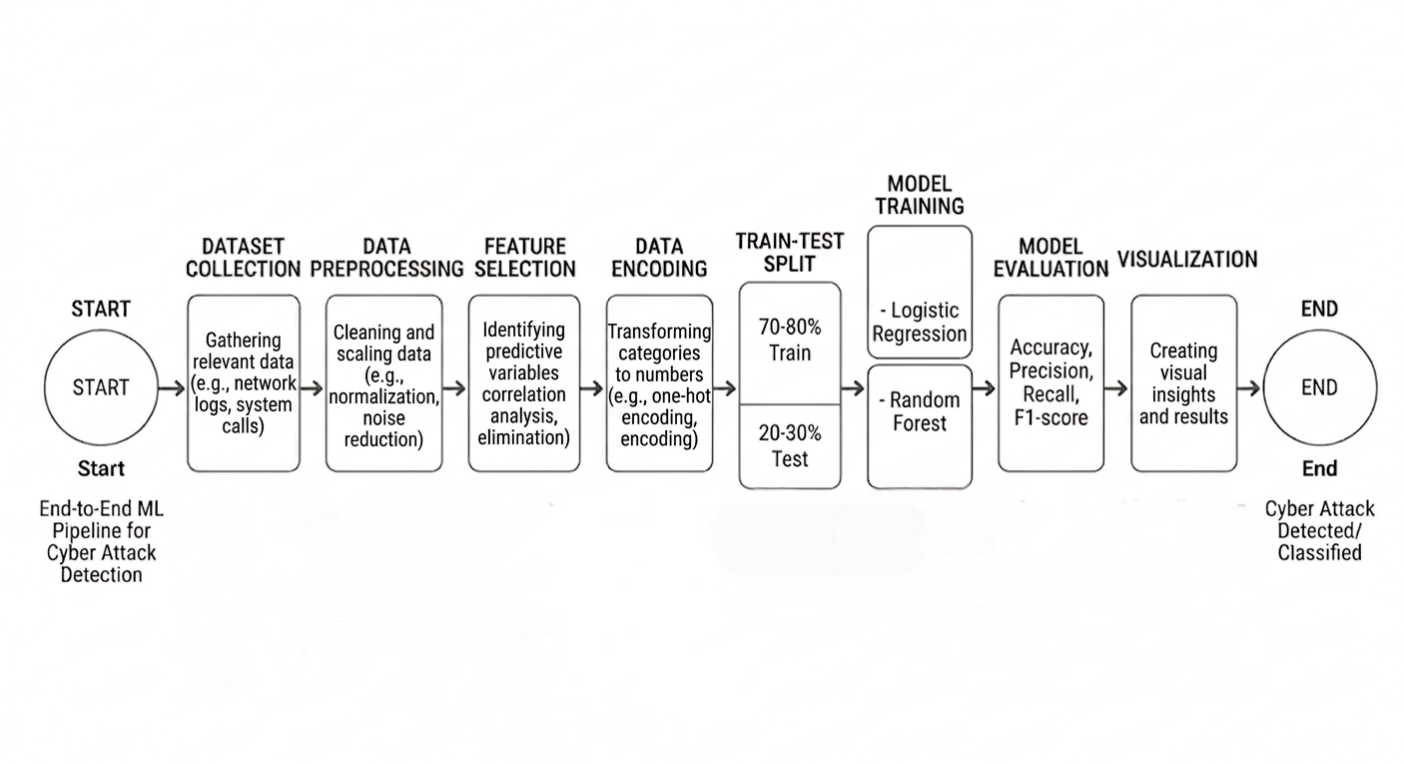 START
START
Start
End-to-End ML
Pipeline for
Cyber Attack
Detection
DATASET
COLLECTION
Gathering
relevant data
(e.g., network
logs, system
calls)
DATA
PREPROCESSING
Cleaning and
scaling data
(e.g.,
normalization,
noise
reduction)
FEATURE
SELECTION
Identifying
predictive
variables
correlation
analysis,
elimination)
DATA
ENCODING
Transforming
categories
to numbers
(e.g., one-hot
encoding,
encoding)
TRAIN-TEST
SPLIT
70-80%
Train
20-30%
Test
MODEL
TRAINING
- Logistic
Regression
- Random
Forest
MODEL
EVALUATION
Accuracy,
Precision,
Recall,
F1-score
VISUALIZATION
Creating
visual
insights
and results
END
END
End
Cyber Attack
Detected/
Classified